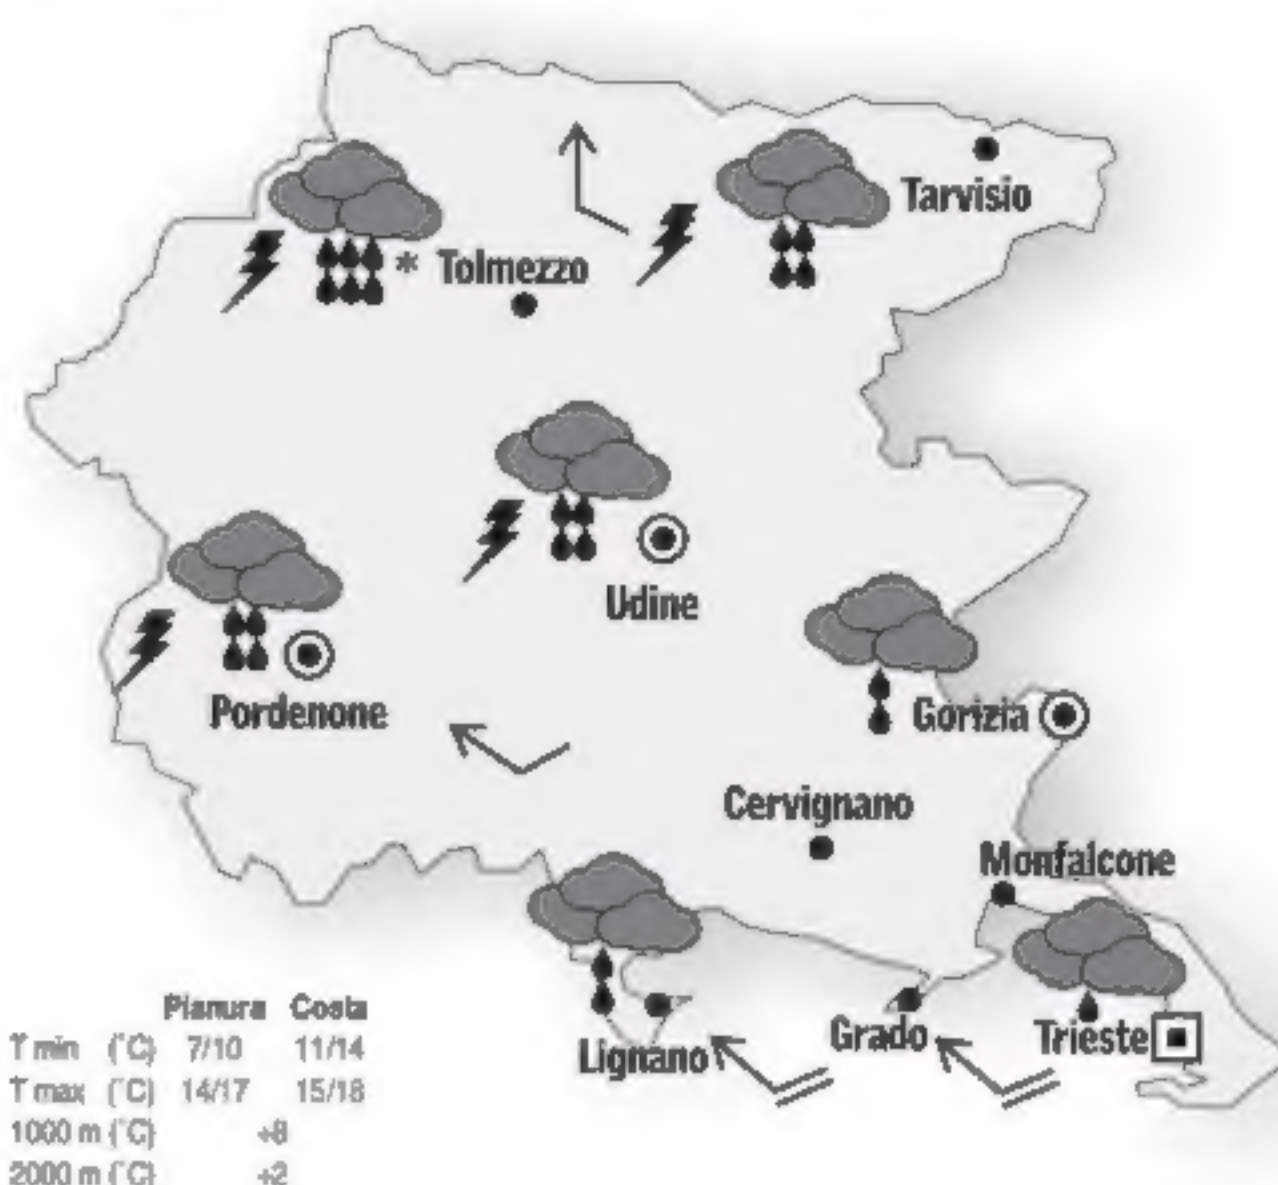 Tarvisio
* Tolmezzo
Udine
Pordenone
Gorizia
Cervignano
Monfalcone
Grado
Trieste
Lignano
Pianura Costa
T min (°C) 7/10 11/14
T max (°C) 14/17 15/18
1000 m (°C) +8
2000 m (°C) +2